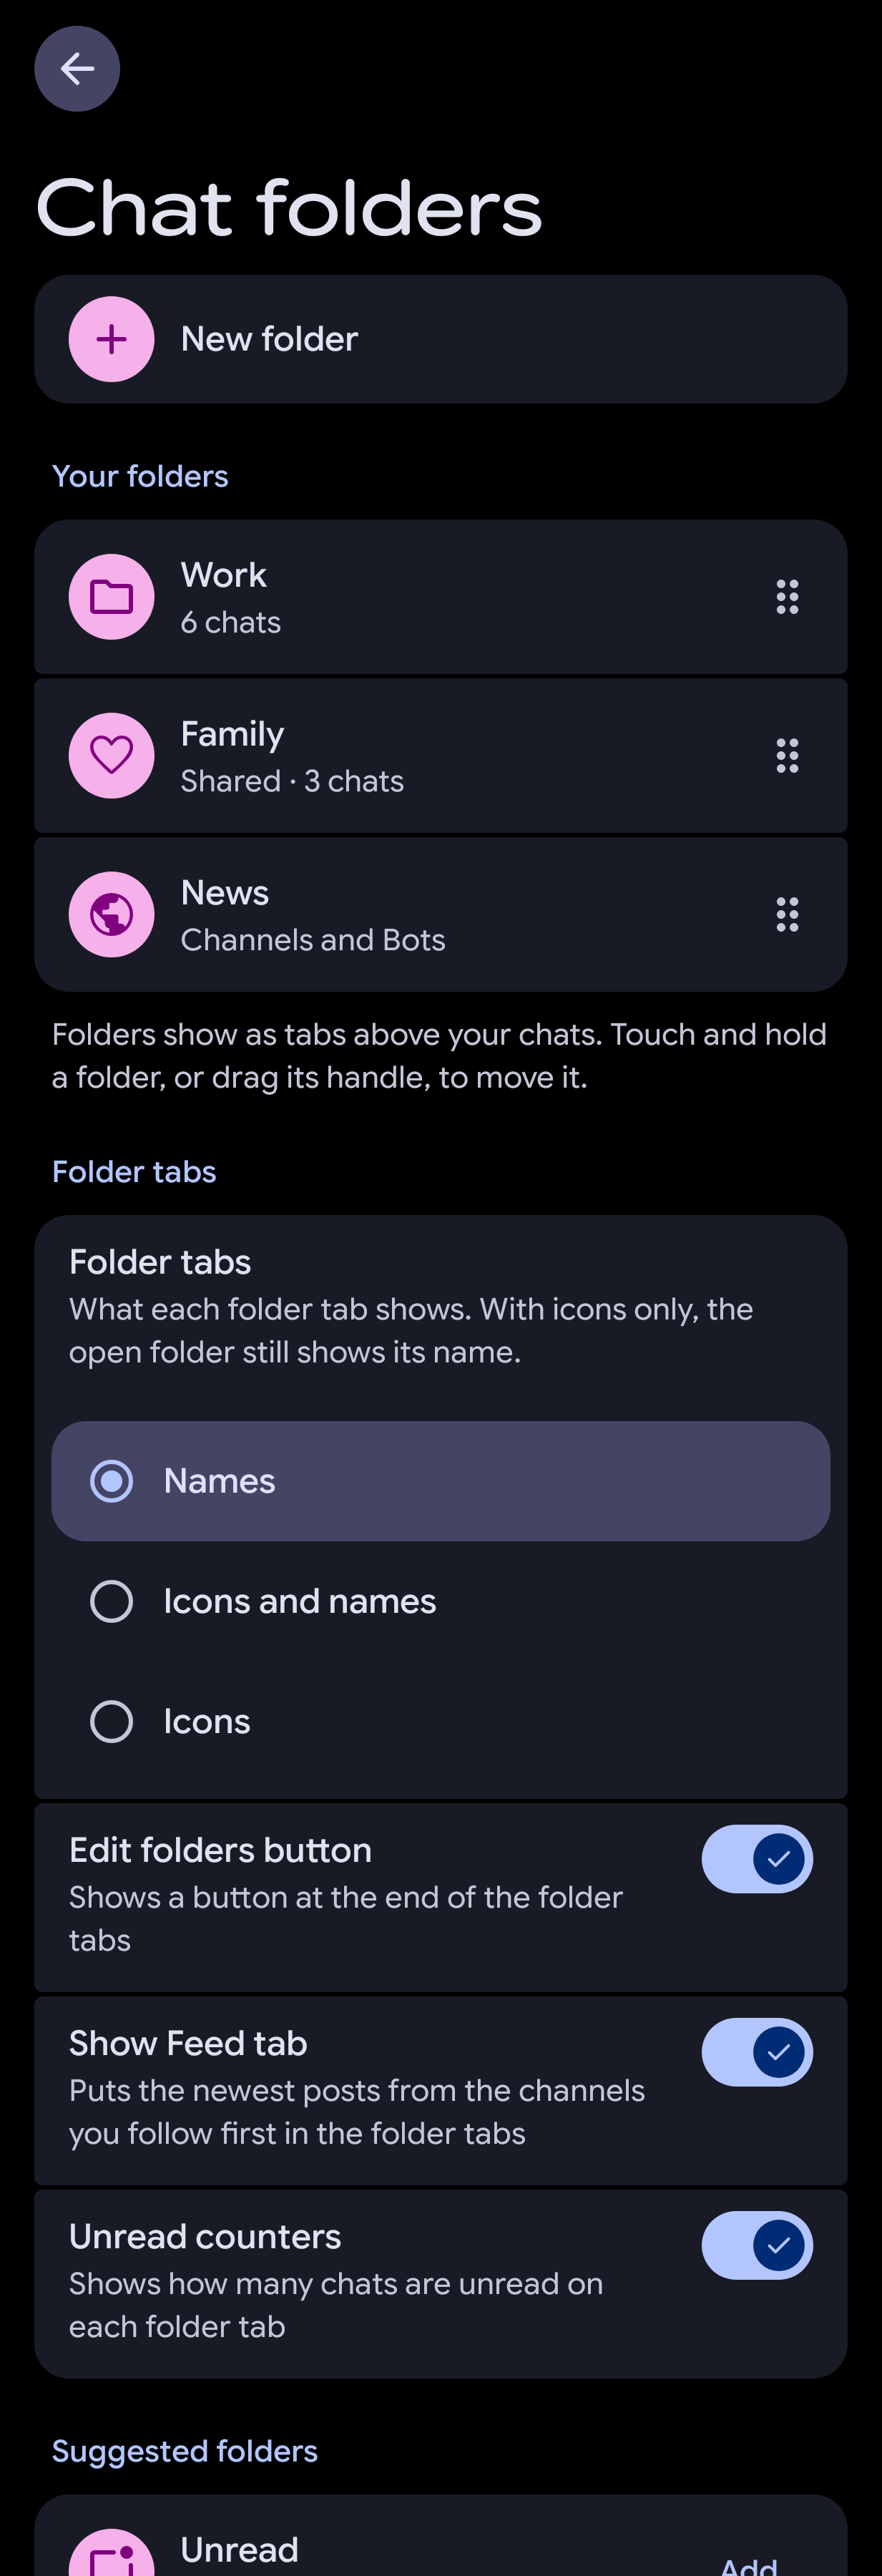 Chat folders
New folder
Your folders
Work
6 chats
Family
Shared · 3 chats
News
Channels and Bots
Folders show as tabs above your chats. Touch and hold
a folder, or drag its handle, to move it.
Folder tabs
Folder tabs
What each folder tab shows. With icons only, the
open folder still shows its name.
Names
Icons and names
Icons
Edit folders button
Shows a button at the end of the folder
tabs
Show Feed tab
Puts the newest posts from the channels
you follow first in the folder tabs
Unread counters
Shows how many chats are unread on
each folder tab
Suggested folders
Unread
Add